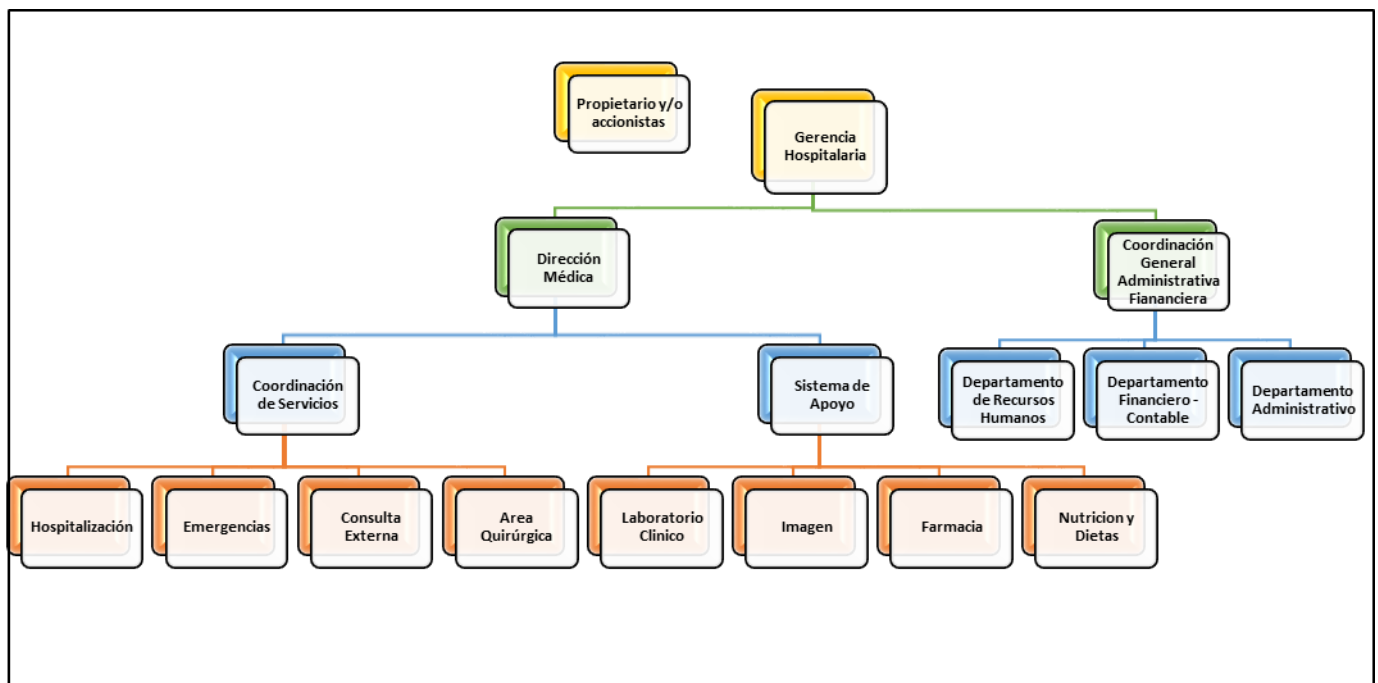 Propietario y/o
accionistas
Gerencia
Hospitalaria
Dirección
Médica
Coordinación
General
Administrativa
Fiananciera
Coordinación
de Servicios
Sistema de
Apoyo
Departamento
de Recursos
Humanos
Departamento
Financiero -
Contable
Departamento
Administrativo
Hospitalización
Emergencias
Consulta
Externa
Area
Quirúrgica
Laboratorio
Clinico
Imagen
Farmacia
Nutricion y
Dietas